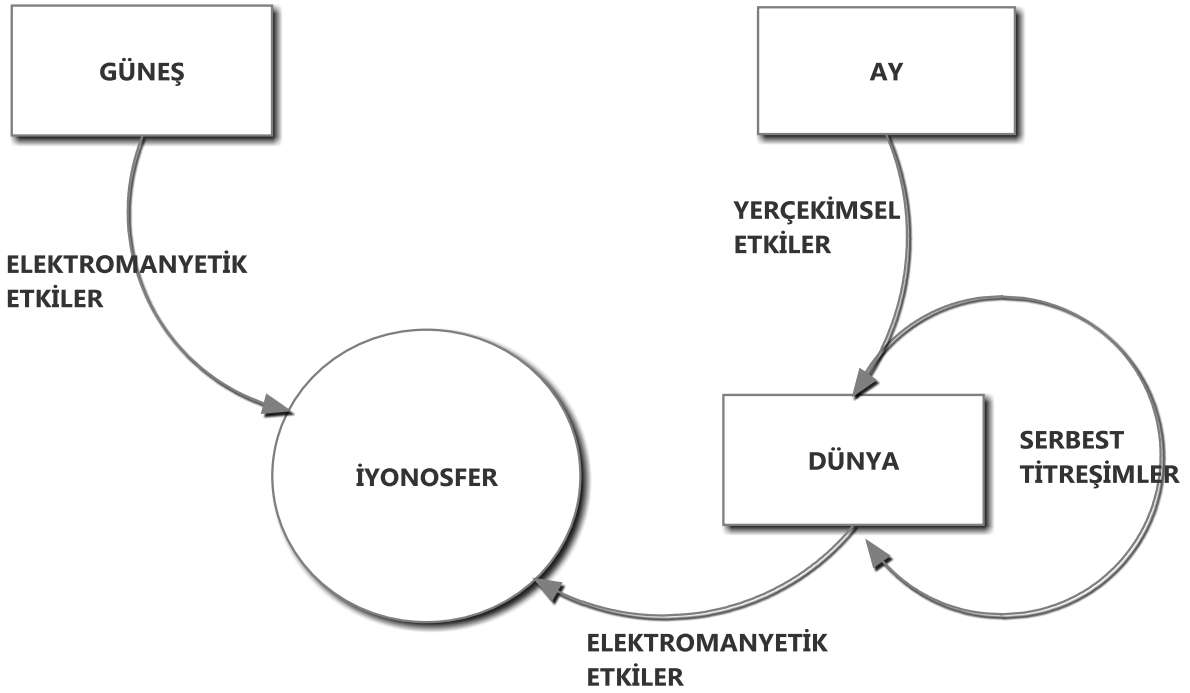 GÜNEŞ
AY
YERÇEKİMSEL
ETKİLER
ELEKTROMANYETİK
ETKİLER
SERBEST
TİTREŞİMLER
DÜNYA
İYONOSFER
ELEKTROMANYETİK
ETKİLER